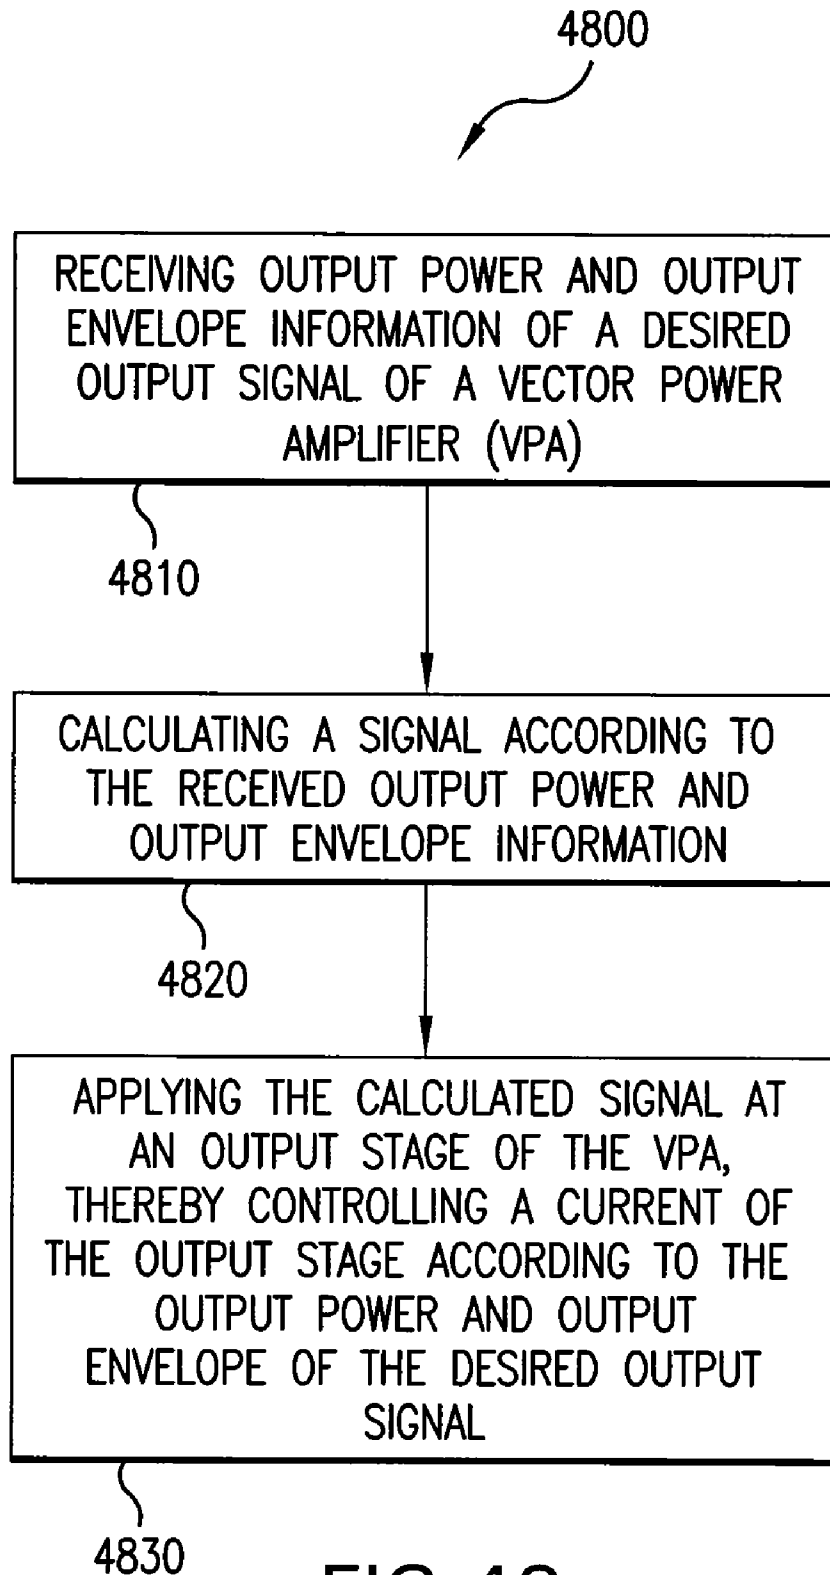 4800
RECEIVING OUTPUT POWER AND OUTPUT
ENVELOPE INFORMATION OF A DESIRED
OUTPUT SIGNAL OF A VECTOR POWER
AMPLIFIER (VPA)
4810
CALCULATING A SIGNAL ACCORDING TO
THE RECEIVED OUTPUT POWER AND
OUTPUT ENVELOPE INFORMATION
4820
APPLYING THE CALCULATED SIGNAL AT
AN OUTPUT STAGE OF THE VPA,
THEREBY CONTROLLING A CURRENT OF
THE OUTPUT STAGE ACCORDING TO THE
OUTPUT POWER AND OUTPUT
ENVELOPE OF THE DESIRED OUTPUT
SIGNAL
4830